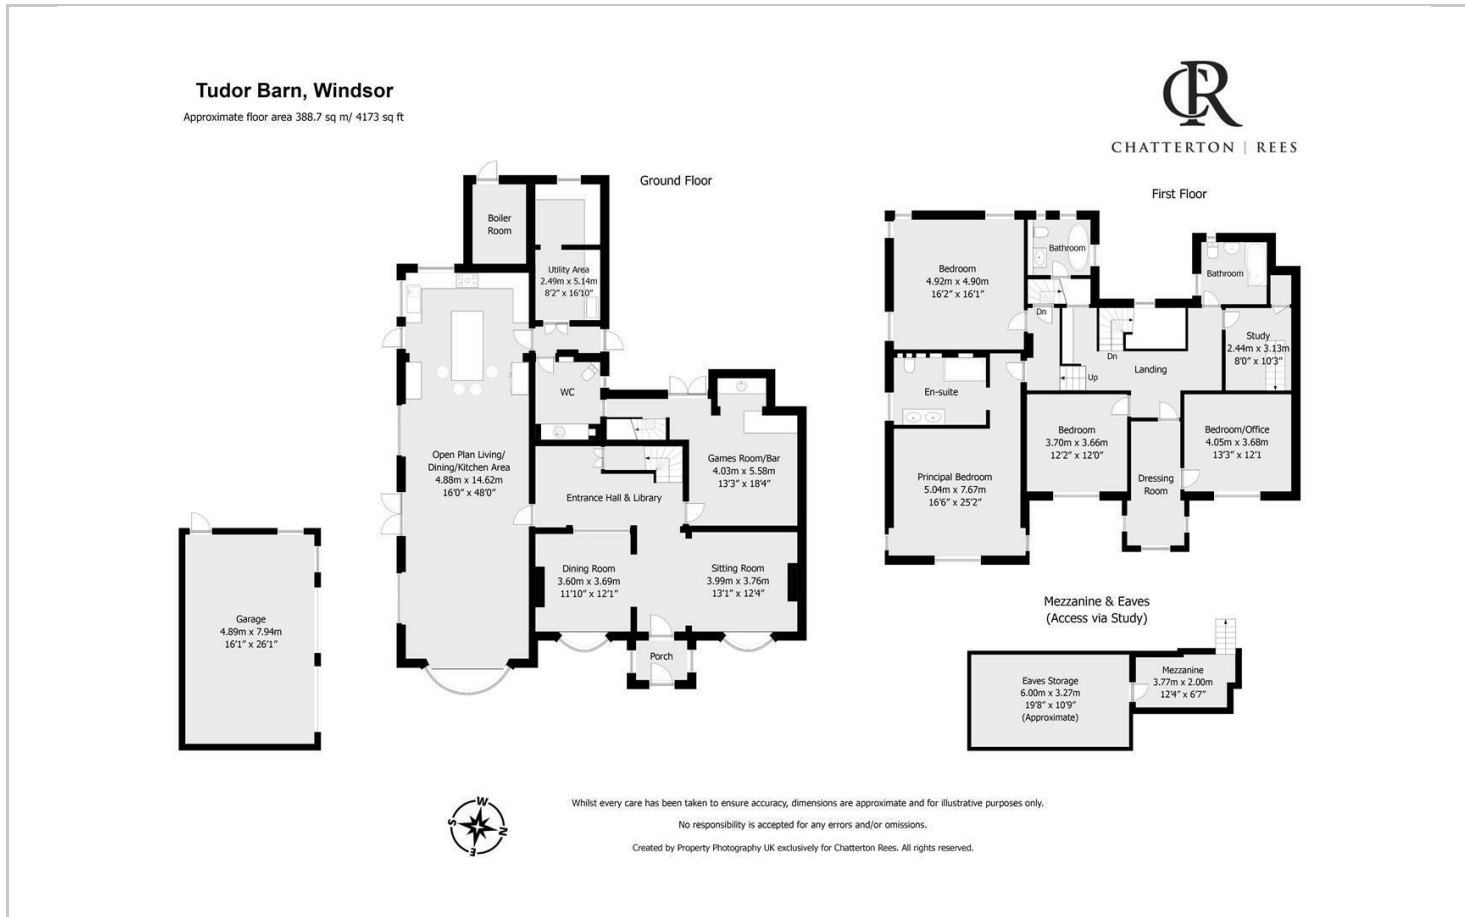 Tudor Barn, Windsor
Approximate floor area 388.7 sq m/ 4173 sq ft
CR
CHATTERTON | REES
Ground Floor
Boiler
Room
Utility Area
2.49m x 5.14m
8'2" x 16'10"
WC
Open Plan Living/
Dining/Kitchen Area
4.88m x 14.62m
16'0" x 48'0"
Games Room/Bar
4.03m x 5.58m
13'3" x 18'4"
Entrance Hall & Library
Dining Room
3.60m x 3.69m
11'10" x 12'1"
Sitting Room
3.99m x 3.76m
13'1" x 12'4"
Porch
Garage
4.89m x 7.94m
16'1" x 26'1"
First Floor
Bedroom
4.92m x 4.90m
16'2" x 16'1"
Bathroom
Bathroom
Dn
Dn
Up
Landing
Study
2.44m x 3.13m
8'0" x 10'3"
En-suite
Principal Bedroom
5.04m x 7.67m
16'6" x 25'2"
Bedroom
3.70m x 3.66m
12'2" x 12'0"
Dressing
Room
Bedroom/Office
4.05m x 3.68m
13'3" x 12'1
Mezzanine & Eaves
(Access via Study)
Eaves Storage
6.00m x 3.27m
19'8" x 10'9"
(Approximate)
Mezzanine
3.77m x 2.00m
12'4" x 6'7"
W
S
N
E
Whilst every care has been taken to ensure accuracy, dimensions are approximate and for illustrative purposes only.
No responsibility is accepted for any errors and/or omissions.
Created by Property Photography UK exclusively for Chatterton Rees. All rights reserved.